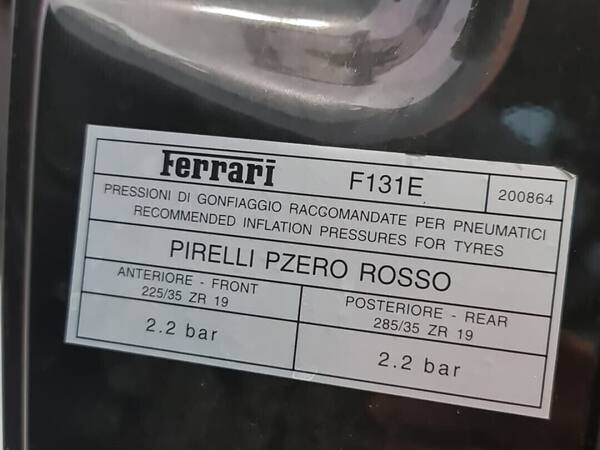 Ferrari F131E 200864
PRESSIONI DI GONFIAGGIO RACCOMANDATE PER PNEUMATICI
RECOMMENDED INFLATION PRESSURES FOR TYRES
PIRELLI PZERO ROSSO
ANTERIORE - FRONT
225/35 ZR 19
2.2 bar
POSTERIORE - REAR
285/35 ZR 19
2.2 bar